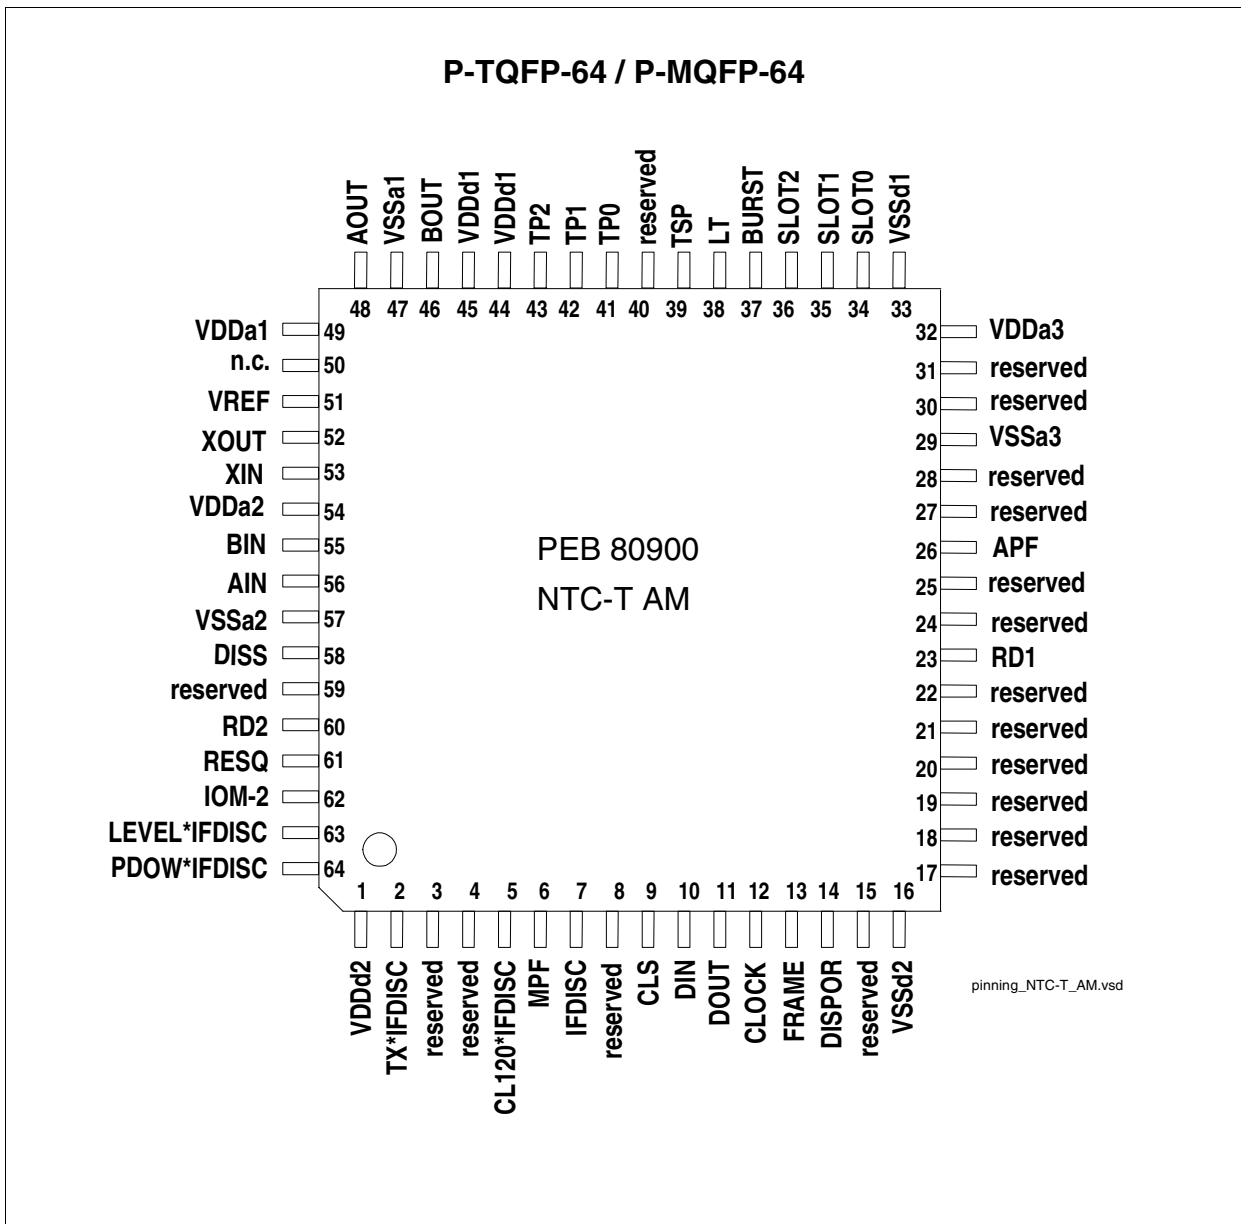 P-TQFP-64 / P-MQFP-64
AOUT
VSSa1
BOUT
VDDd1
VDDd1
TP2
TP1
TP0
reserved
TSP
LT
BURST
SLOT2
SLOT1
SLOT0
VSSd1
48 47 46 45 44 43 42 41 40 39 38 37 36 35 34 33
VDDa1 49
n.c. 50
VREF 51
XOUT 52
XIN 53
VDDa2 54
BIN 55
AIN 56
VSSa2 57
DISS 58
reserved 59
RD2 60
RESQ 61
IOM-2 62
LEVEL*IFDISC 63
PDOW*IFDISC 64
PEB 80900
NTC-T AM
32 VDDa3
31 reserved
30 reserved
29 VSSa3
28 reserved
27 reserved
26 APF
25 reserved
24 reserved
23 RD1
22 reserved
21 reserved
20 reserved
19 reserved
18 reserved
17 reserved
1 2 3 4 5 6 7 8 9 10 11 12 13 14 15 16
VDDd2
TX*IFDISC
reserved
reserved
CL120*IFDISC
MPF
IFDISC
reserved
CLS
DIN
DOUT
CLOCK
FRAME
DISPOR
reserved
VSSd2
pinning_NTC-T_AM.vsd